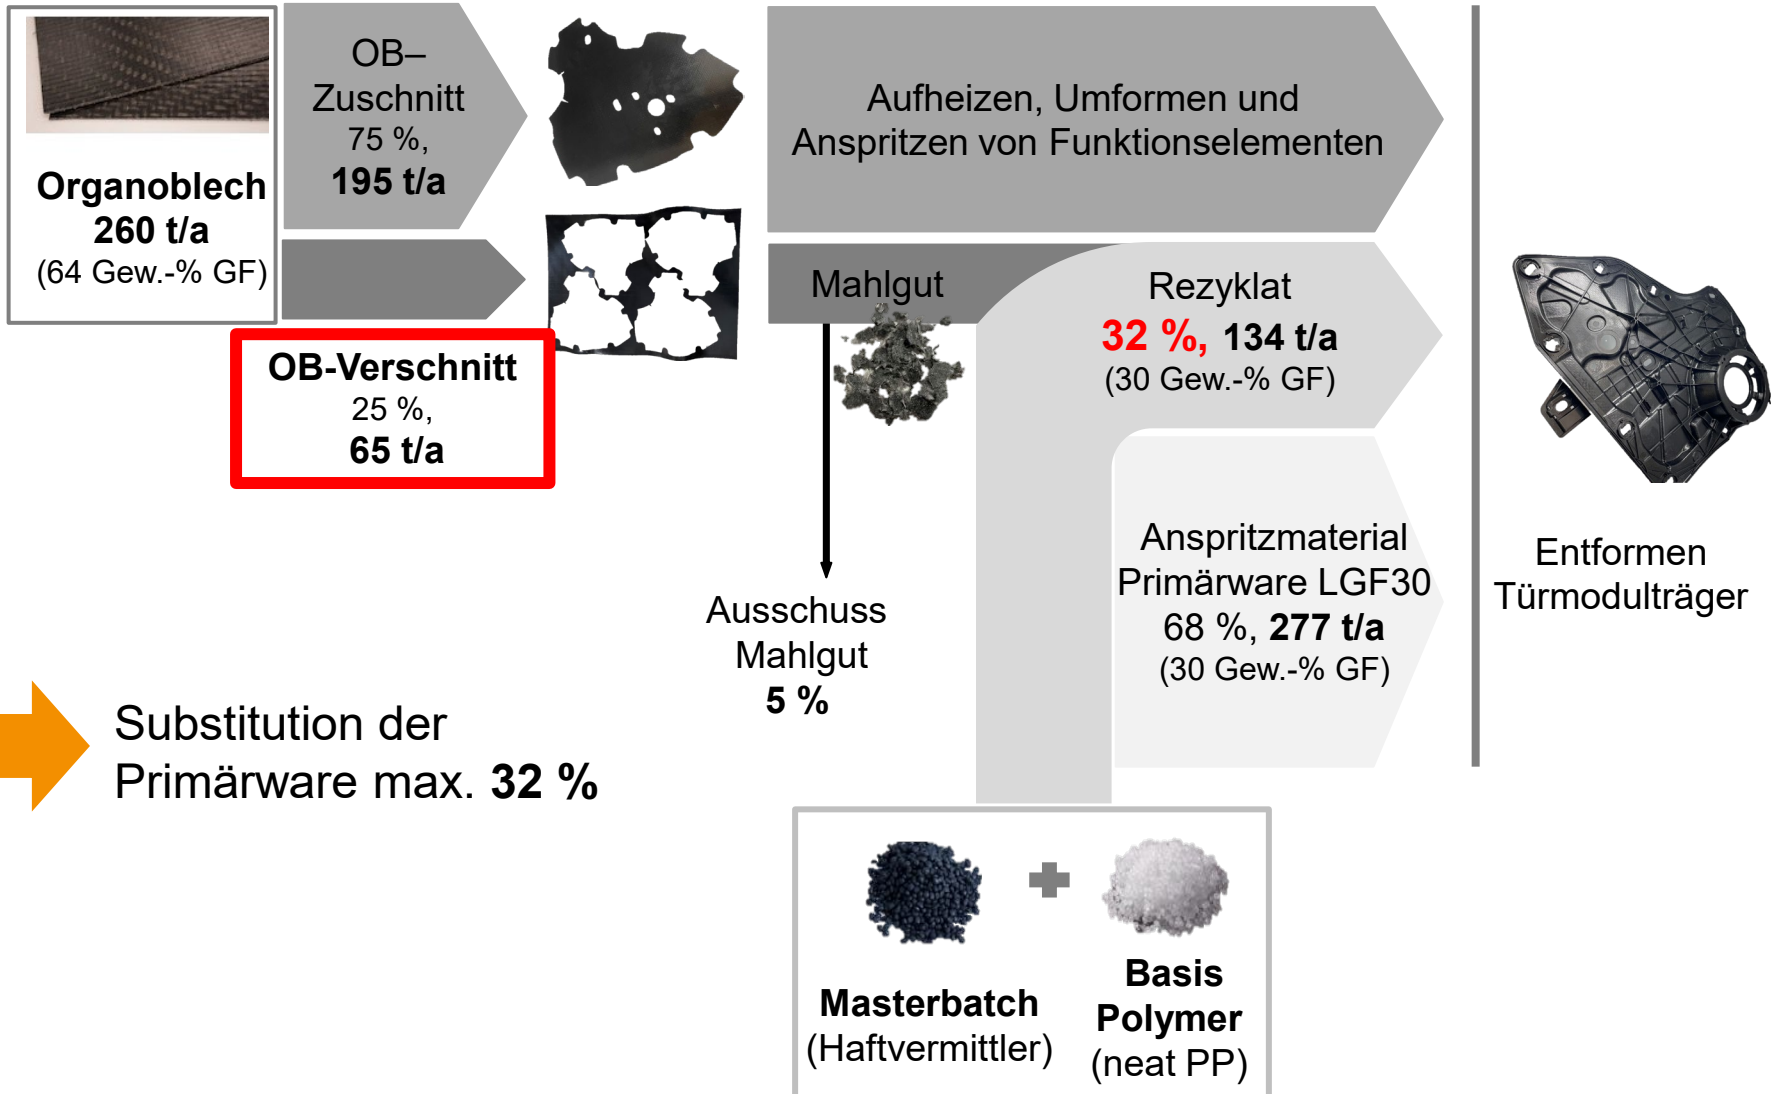 Organoblech
260 t/a
(64 Gew.-% GF)
OB–
Zuschnitt
75 %,
195 t/a
OB-Verschnitt
25 %,
65 t/a
Aufheizen, Umformen und
Anspritzen von Funktionselementen
Mahlgut
Rezyklat
32 %, 134 t/a
(30 Gew.-% GF)
Anspritzmaterial
Primärware LGF30
68 %, 277 t/a
(30 Gew.-% GF)
Ausschuss
Mahlgut
5 %
Entformen
Türmodulträger
Substitution der
Primärware max. 32 %
Masterbatch
(Haftvermittler)
Basis
Polymer
(neat PP)